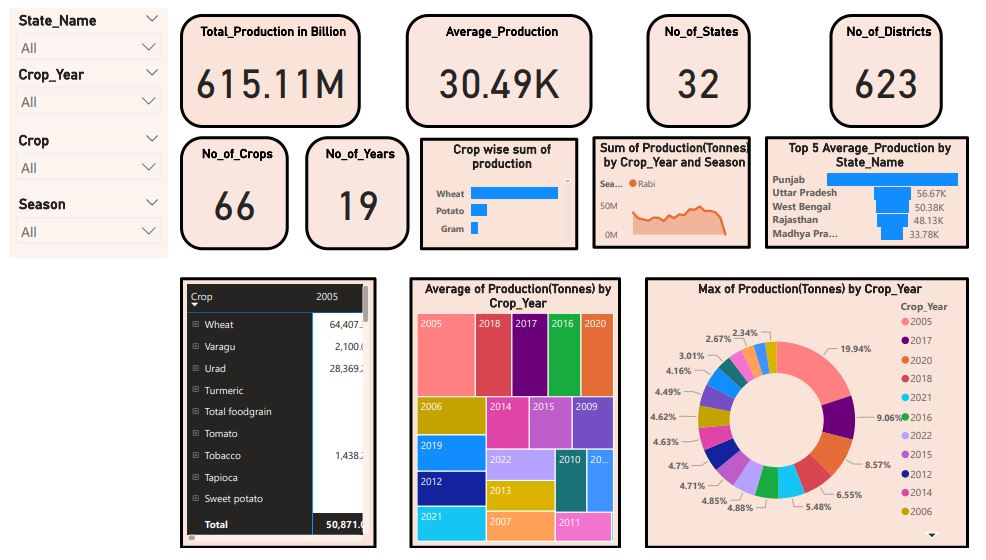 State_Name
All
Crop_Year
All
Crop
All
Season
All
Total_Production in Billion
615.11M
Average_Production
30.49K
No_of_States
32
No_of_Districts
623
No_of_Crops
66
No_of_Years
19
Crop wise sum of
production
Wheat
Potato
Gram
Sum of Production(Tonnes)
by Crop_Year and Season
Sea... Rabi
50M
0M
Top 5 Average_Production by
State_Name
Punjab
Uttar Pradesh 56.67K
West Bengal 50.38K
Rajasthan 48.13K
Madhya Pra... 33.78K
Crop 2005
Wheat 64,407.
Varagu 2,100.
Urad 28,369.
Turmeric
Total foodgrain
Tomato
Tobacco 1,438.
Tapioca
Sweet potato
Total 50,871.
Average of Production(Tonnes) by
Crop_Year
2005 2018 2017 2016 2020
2006 2014 2015 2009
2019 2022 2010 20...
2012 2013
2021 2007 2011
Max of Production(Tonnes) by Crop_Year
Crop_Year
2005
2017
2020
2018
2021
2016
2022
2015
2012
2014
2006
19.94%
9.06%
8.57%
6.55%
5.48%
4.88%
4.85%
4.71%
4.7%
4.63%
4.62%
4.49%
4.16%
3.01%
2.67%
2.34%